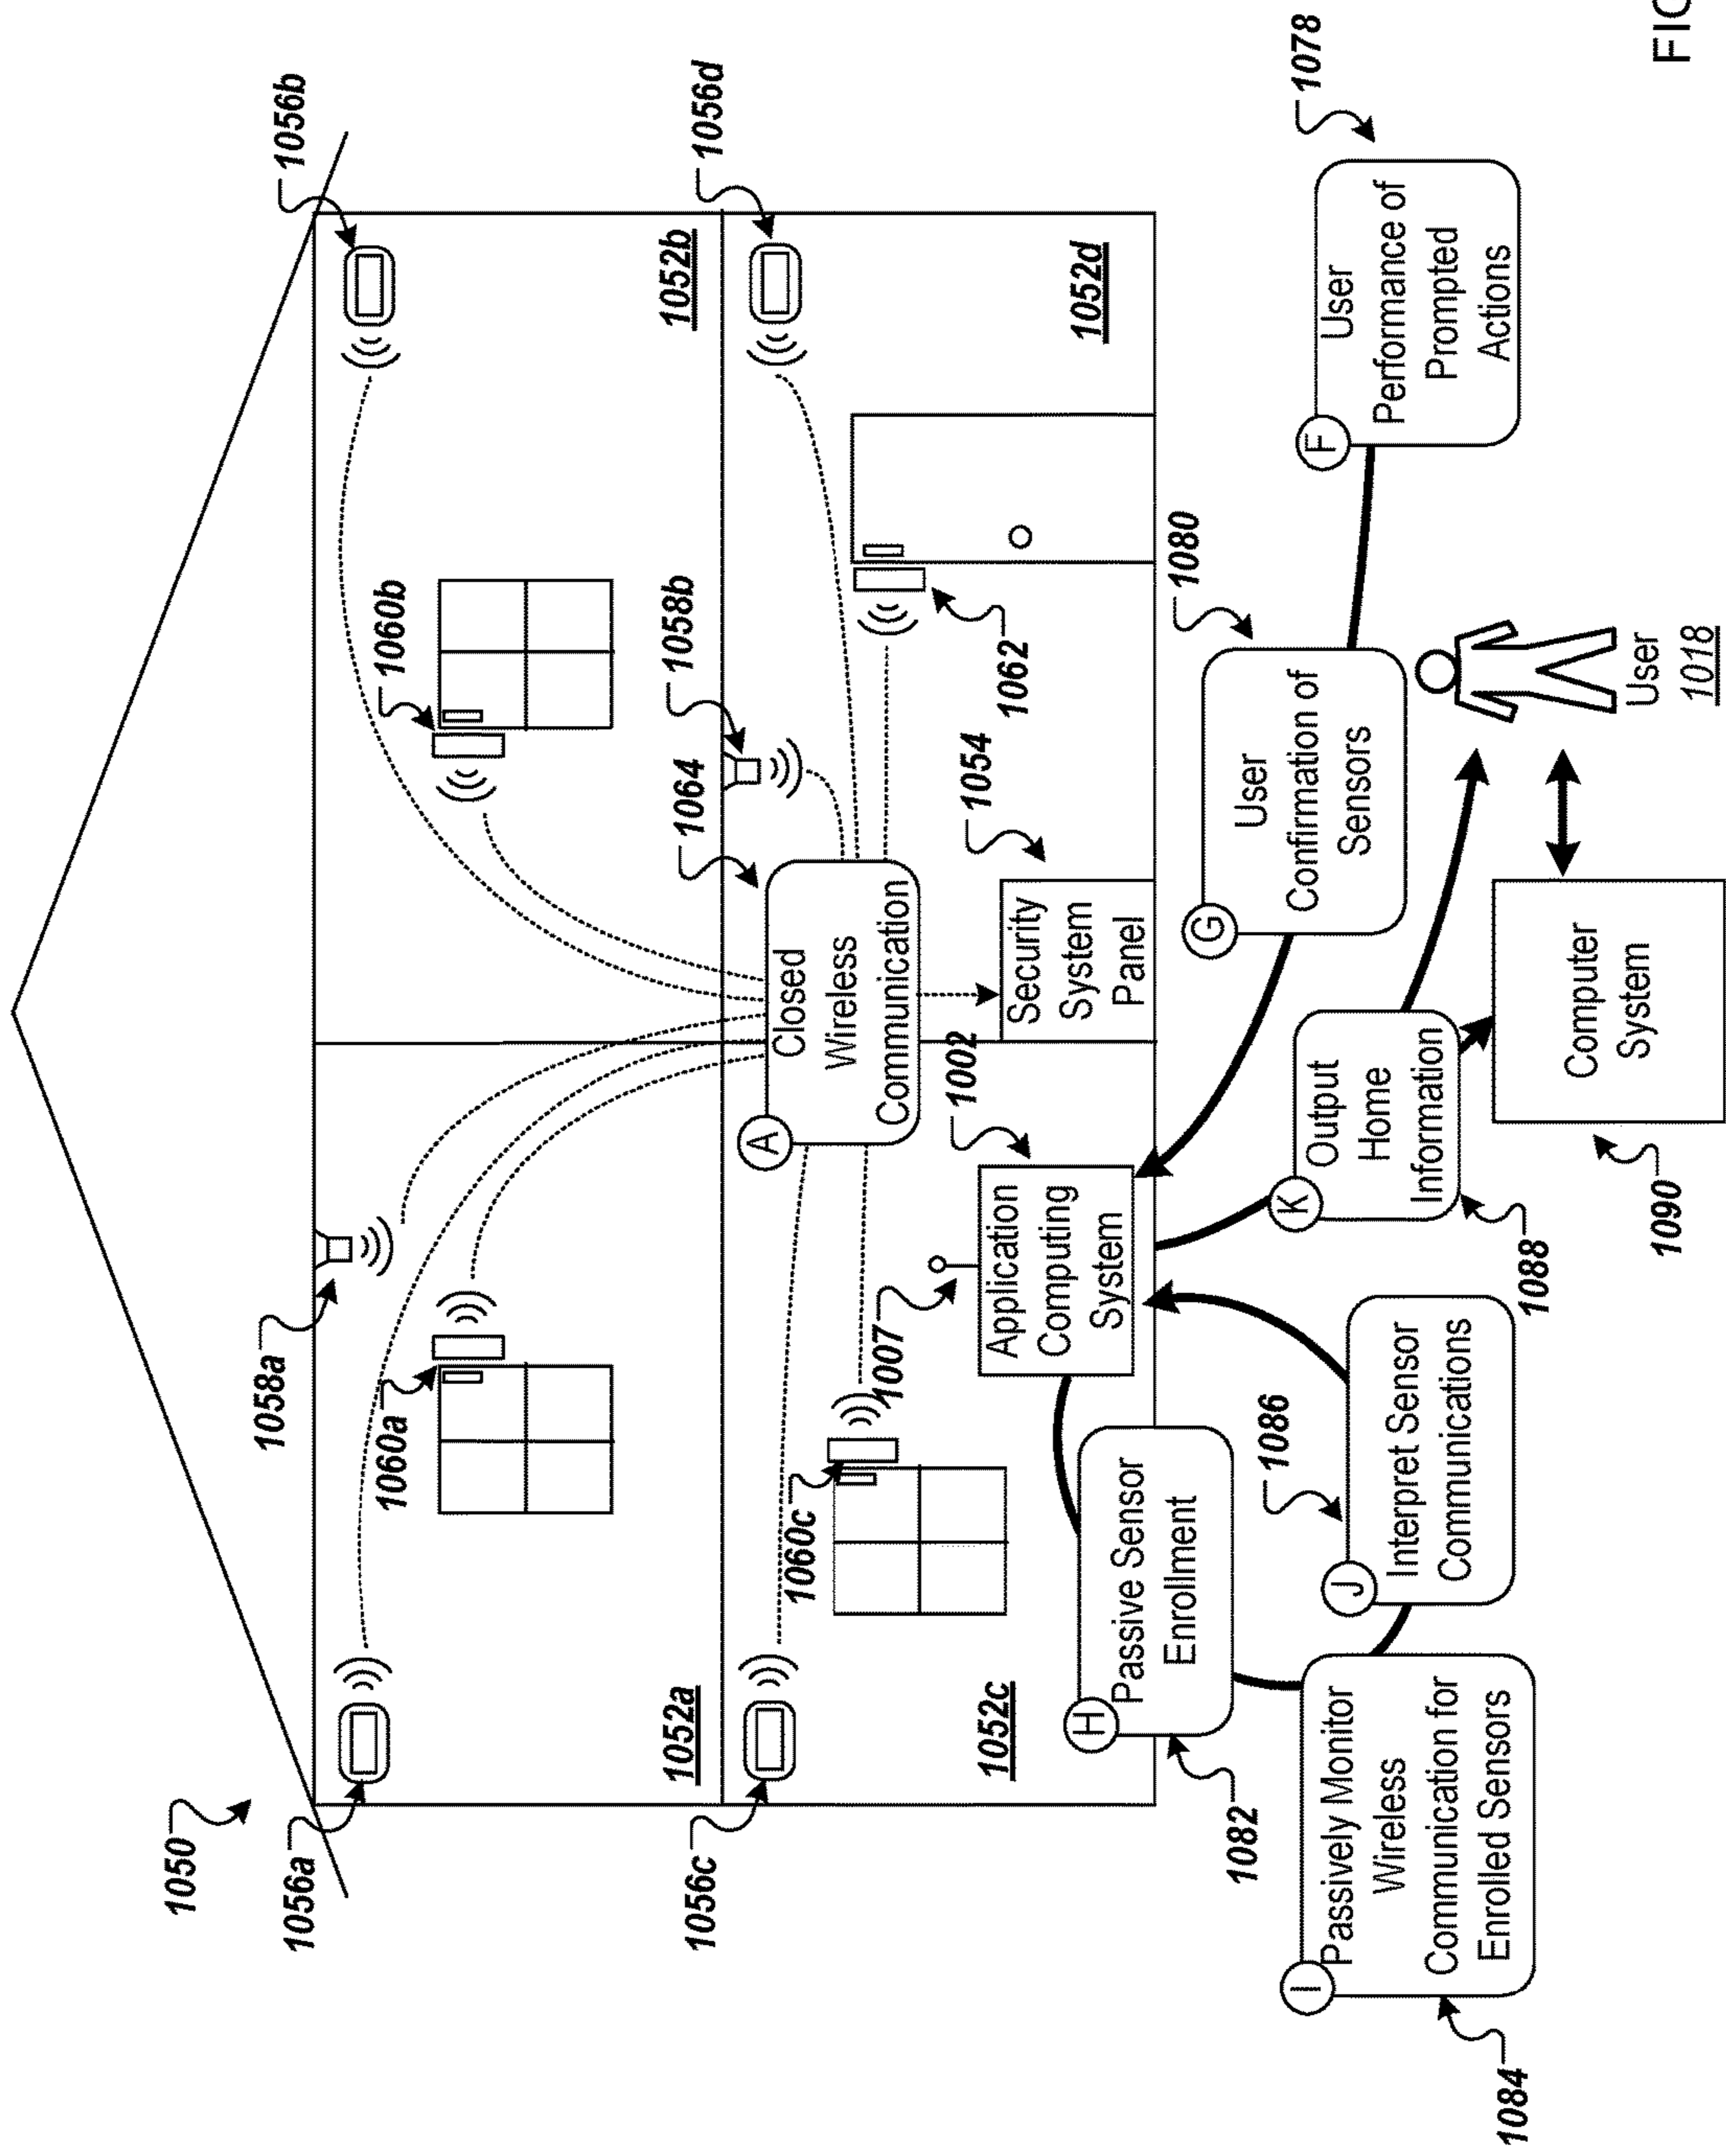 1050
1056a
1058a
1056b
1060a
1060b
1052a
1052b
1056c
1064
1058b
1056d
A
Closed
Wireless
Communication
1060c
1062
1007
1002
1054
1052c
1052d
Application
Computing
System
Security
System
Panel
H
Passive Sensor
Enrollment
1082
1080
1078
G
User
Confirmation of
Sensors
F
User
Performance of
Prompted
Actions
1086
I
Passively Monitor
Wireless
Communication for
Enrolled Sensors
1084
J
Interpret Sensor
Communications
K
Output
Home
Information
1088
Computer
System
1090
User
1018
FIG